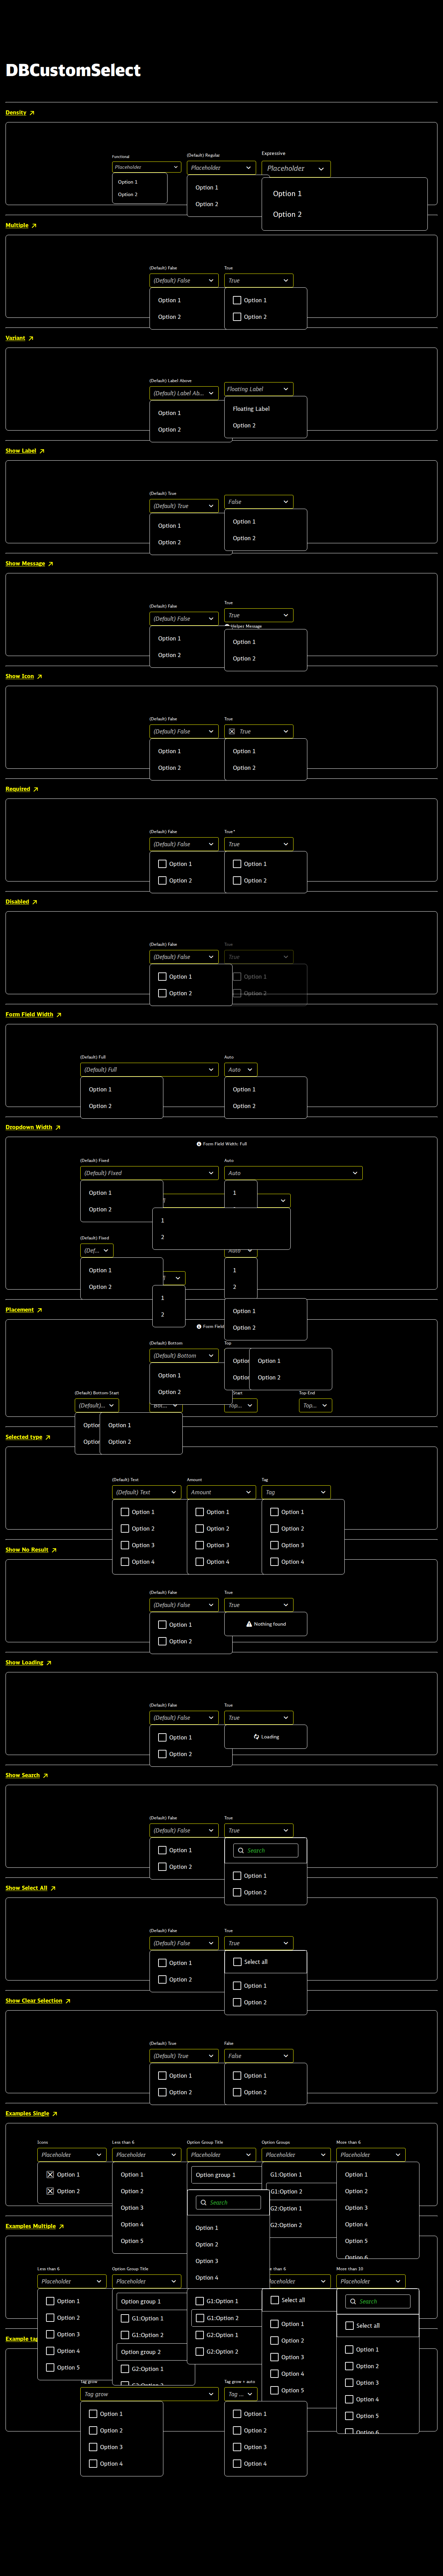 DBCustomSelect
Density
Functional
(Default) Regular
Expressive
Placeholder
Placeholder
Placeholder
Option 1
Option 2
Option 1
Option 2
Option 1
Option 2
Multiple
(Default) False
True
(Default) False
True
Option 1
Option 1
Option 2
Option 2
Variant
(Default) Label Above
(Default) Label Ab...
Floating Label
Option 1
Floating Label
Option 2
Option 2
Show Label
(Default) True
(Default) True
False
Option 1
Option 1
Option 2
Option 2
Show Message
(Default) False
True
(Default) False
True
Helper Message
Option 1
Option 1
Option 2
Option 2
Show Icon
(Default) False
True
(Default) False
True
Option 1
Option 1
Option 2
Option 2
Required
(Default) False
True*
(Default) False
True
Option 1
Option 1
Option 2
Option 2
Disabled
(Default) False
True
(Default) False
True
Option 1
Option 1
Option 2
Option 2
Form Field Width
(Default) Full
Auto
(Default) Full
Auto
Option 1
Option 1
Option 2
Option 2
Dropdown Width
Form Field Width: Full
(Default) Fixed
Auto
(Default) Fixed
Auto
Option 1
1
Option 2
1
2
(Default) Fixed
(Def...
Auto
Option 1
1
Option 2
2
1
2
Option 1
Option 2
Placement
Form Field
(Default) Bottom
Top
(Default) Bottom
Option 1
Option 1
Option 2
Option 2
(Default) Bottom-Start
Start
Top-End
(Default)...
Bot...
Top...
Top...
Option 1
Option 2
Selected type
(Default) Text
Amount
Tag
(Default) Text
Amount
Tag
Option 1
Option 1
Option 1
Option 2
Option 2
Option 2
Option 3
Option 3
Option 3
Option 4
Option 4
Option 4
Show No Result
(Default) False
True
(Default) False
True
Option 1
Nothing found
Option 2
Show Loading
(Default) False
True
(Default) False
True
Option 1
Loading
Option 2
Show Search
(Default) False
True
(Default) False
True
Option 1
Search
Option 2
Option 1
Option 2
Show Select All
(Default) False
True
(Default) False
True
Option 1
Select all
Option 2
Option 1
Option 2
Show Clear Selection
(Default) True
False
(Default) True
False
Option 1
Option 1
Option 2
Option 2
Examples Single
Icons
Less than 6
Option Group Title
Option Groups
More than 6
Placeholder
Placeholder
Placeholder
Placeholder
Placeholder
Option 1
Option 1
Option group 1
G1:Option 1
Option 1
Option 2
Option 2
G1:Option 2
Option 2
Option 3
Search
G2:Option 1
Option 3
Option 4
Option 1
G2:Option 2
Option 4
Option 5
Option 2
Option 5
Option 3
Option 6
Option 4
Examples Multiple
Less than 6
Option Group Title
than 6
More than 10
Placeholder
Placeholder
Placeholder
Placeholder
Option 1
Option group 1
G1:Option 1
Select all
Search
Option 2
G1:Option 1
G1:Option 2
Option 3
G1:Option 2
G2:Option 1
Option 1
Select all
Option 4
Option group 2
G2:Option 2
Option 2
Option 1
Option 5
G2:Option 1
Option 3
Option 2
G2:Option 2
Option 4
Option 3
Option 5
Option 4
Option 5
Option 6
Example tag
Tag grow
Tag grow + auto
Tag grow
Tag ...
Option 1
Option 1
Option 2
Option 2
Option 3
Option 3
Option 4
Option 4